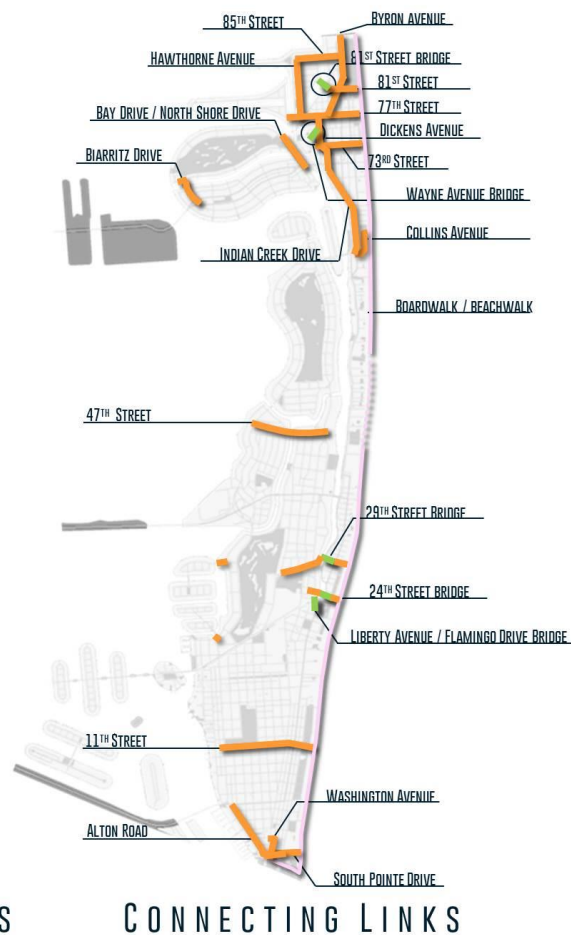 85TH STREET
BYRON AVENUE
HAWTHORNE AVENUE
81ST STREET BRIDGE
81ST STREET
77TH STREET
BAY DRIVE / NORTH SHORE DRIVE
DICKENS AVENUE
BIARRITZ DRIVE
73RD STREET
WAYNE AVENUE BRIDGE
COLLINS AVENUE
INDIAN CREEK DRIVE
BOARDWALK / BEACHWALK
47TH STREET
29TH STREET BRIDGE
24TH STREET BRIDGE
LIBERTY AVENUE / FLAMINGO DRIVE BRIDGE
11TH STREET
WASHINGTON AVENUE
ALTON ROAD
SOUTH POINTE DRIVE
S
CONNECTING LINKS